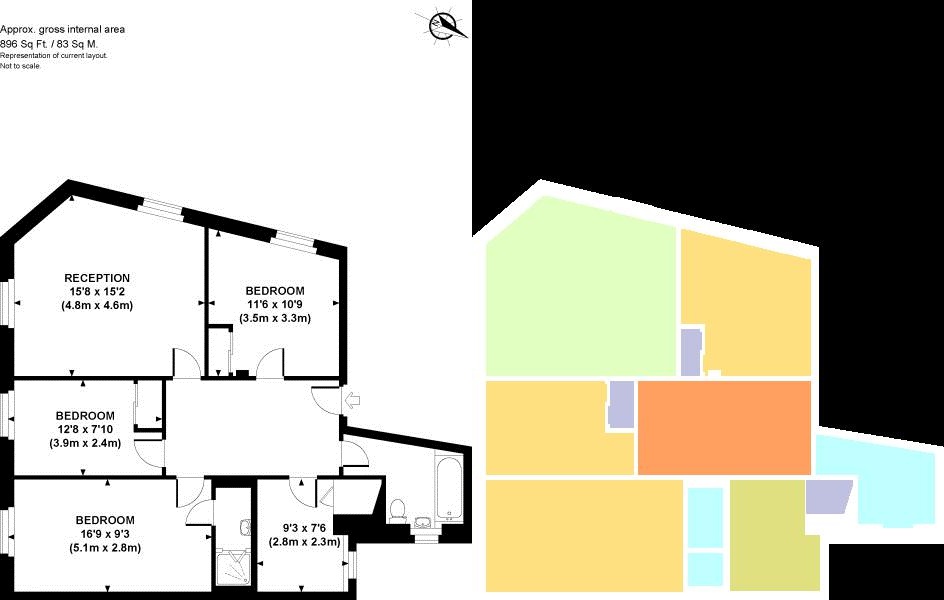 Approx. gross internal area
896 Sq Ft. / 83 Sq M.
Representation of current layout.
Not to scale.
N
RECEPTION
15'8 x 15'2
(4.8m x 4.6m)
BEDROOM
11'6 x 10'9
(3.5m x 3.3m)
BEDROOM
12'8 x 7'10
(3.9m x 2.4m)
BEDROOM
16'9 x 9'3
(5.1m x 2.8m)
9'3 x 7'6
(2.8m x 2.3m)